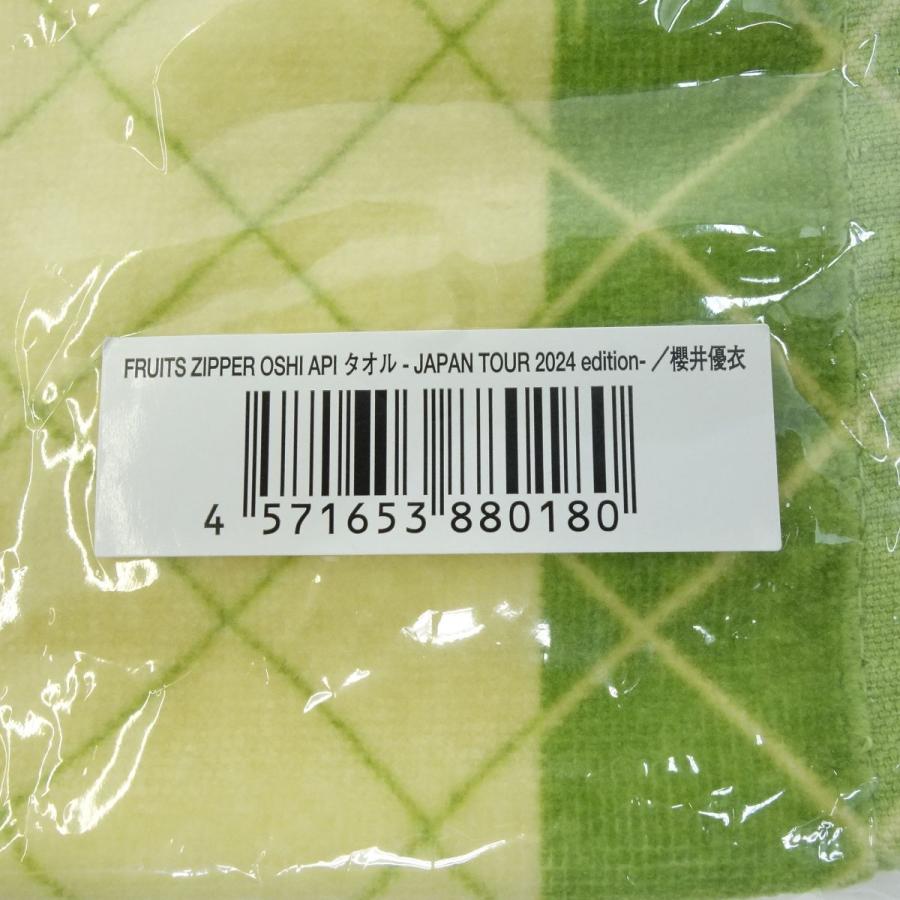 FRUITS ZIPPER OSHI API タオル - JAPAN TOUR 2024 edition- ／櫻井優衣
4 571653 880180